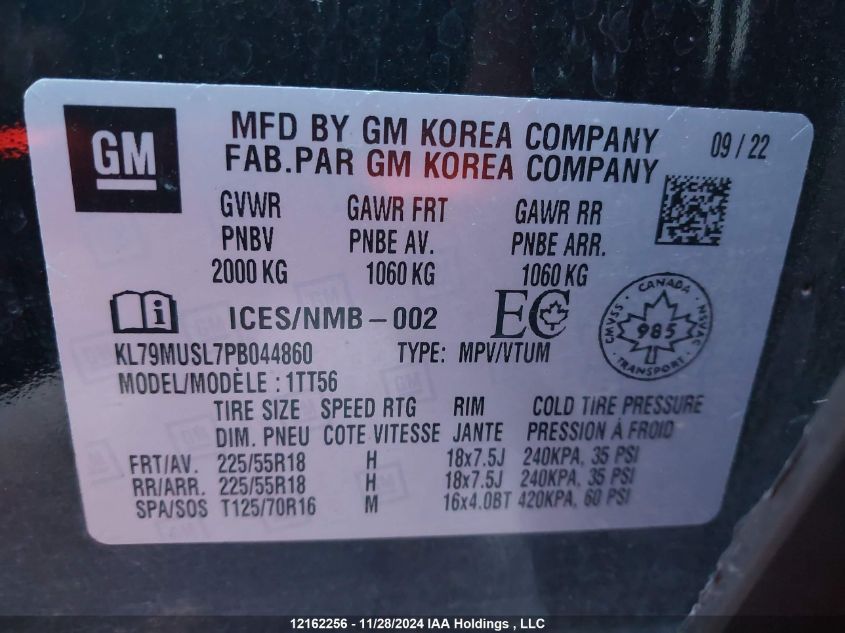 GM
MFD BY GM KOREA COMPANY 09 / 22
FAB.PAR GM KOREA COMPANY
GVWR GAWR FRT GAWR RR
PNBV PNBE AV. PNBE ARR.
2000 KG 1060 KG 1060 KG
i ICES/NMB-002 EC
CANADA CMVSS NSVAC 985
KL79MUSL7PB044860 TYPE: MPV/VTUM
MODEL/MODÈLE : 1TT56
TIRE SIZE SPEED RTG RIM COLD TIRE PRESSURE
DIM. PNEU COTE VITESSE JANTE PRESSION À FROID
FRT/AV. 225/55R18 H 18x7.5J 240KPA, 35 PSI
RR/ARR. 225/55R18 H 18x7.5J 240KPA, 35 PSI
SPA/SOS T125/70R16 M 16x4.0BT 420KPA, 60 PSI
12162256 - 11/28/2024 IAA Holdings , LLC